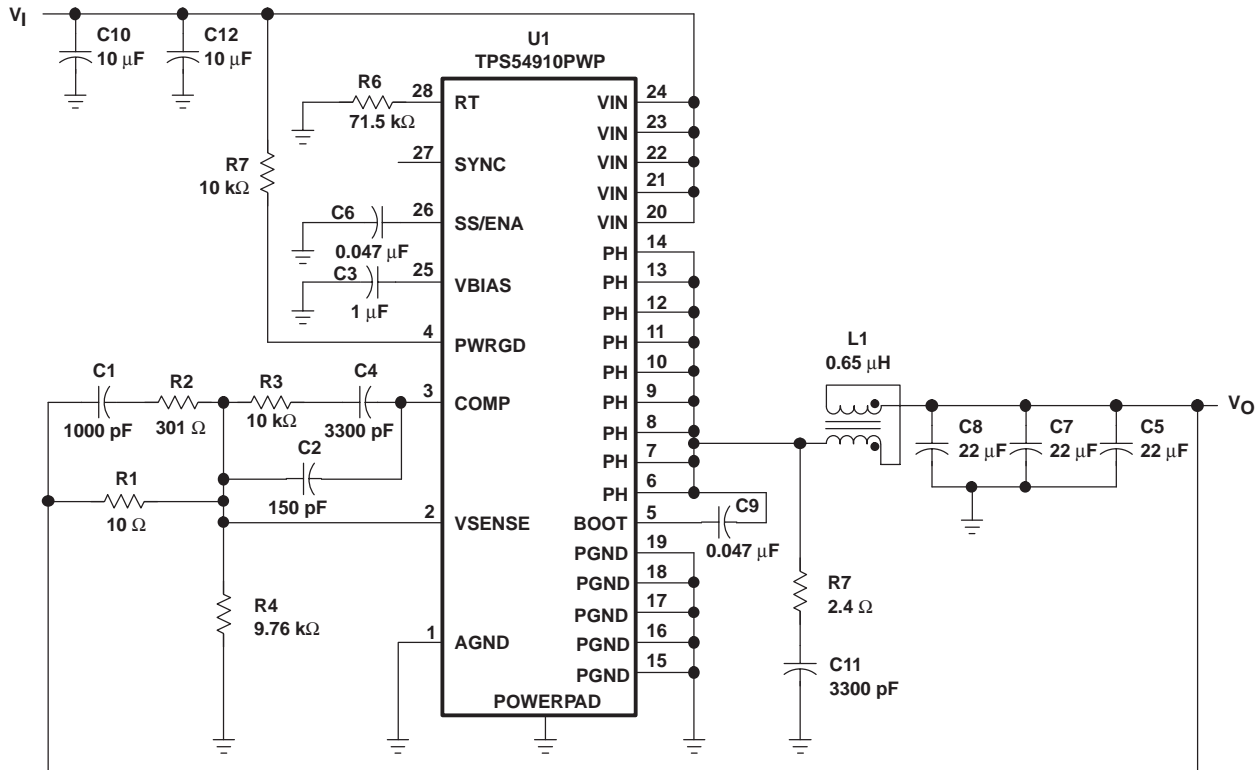 VI
C10
10 µF
C12
10 µF
U1
TPS54910PWP
R6
71.5 kΩ
R7
10 kΩ
C6
0.047 µF
C3
1 µF
C1
1000 pF
R2
301 Ω
R3
10 kΩ
C4
3300 pF
C2
150 pF
R1
10 Ω
R4
9.76 kΩ
28 RT
27 SYNC
26 SS/ENA
25 VBIAS
4 PWRGD
3 COMP
2 VSENSE
1 AGND
POWERPAD
VIN 24
VIN 23
VIN 22
VIN 21
VIN 20
PH 14
PH 13
PH 12
PH 11
PH 10
PH 9
PH 8
PH 7
PH 6
BOOT 5
PGND 19
PGND 18
PGND 17
PGND 16
PGND 15
C9
0.047 µF
L1
0.65 µH
R7
2.4 Ω
C11
3300 pF
C8
22 µF
C7
22 µF
C5
22 µF
VO